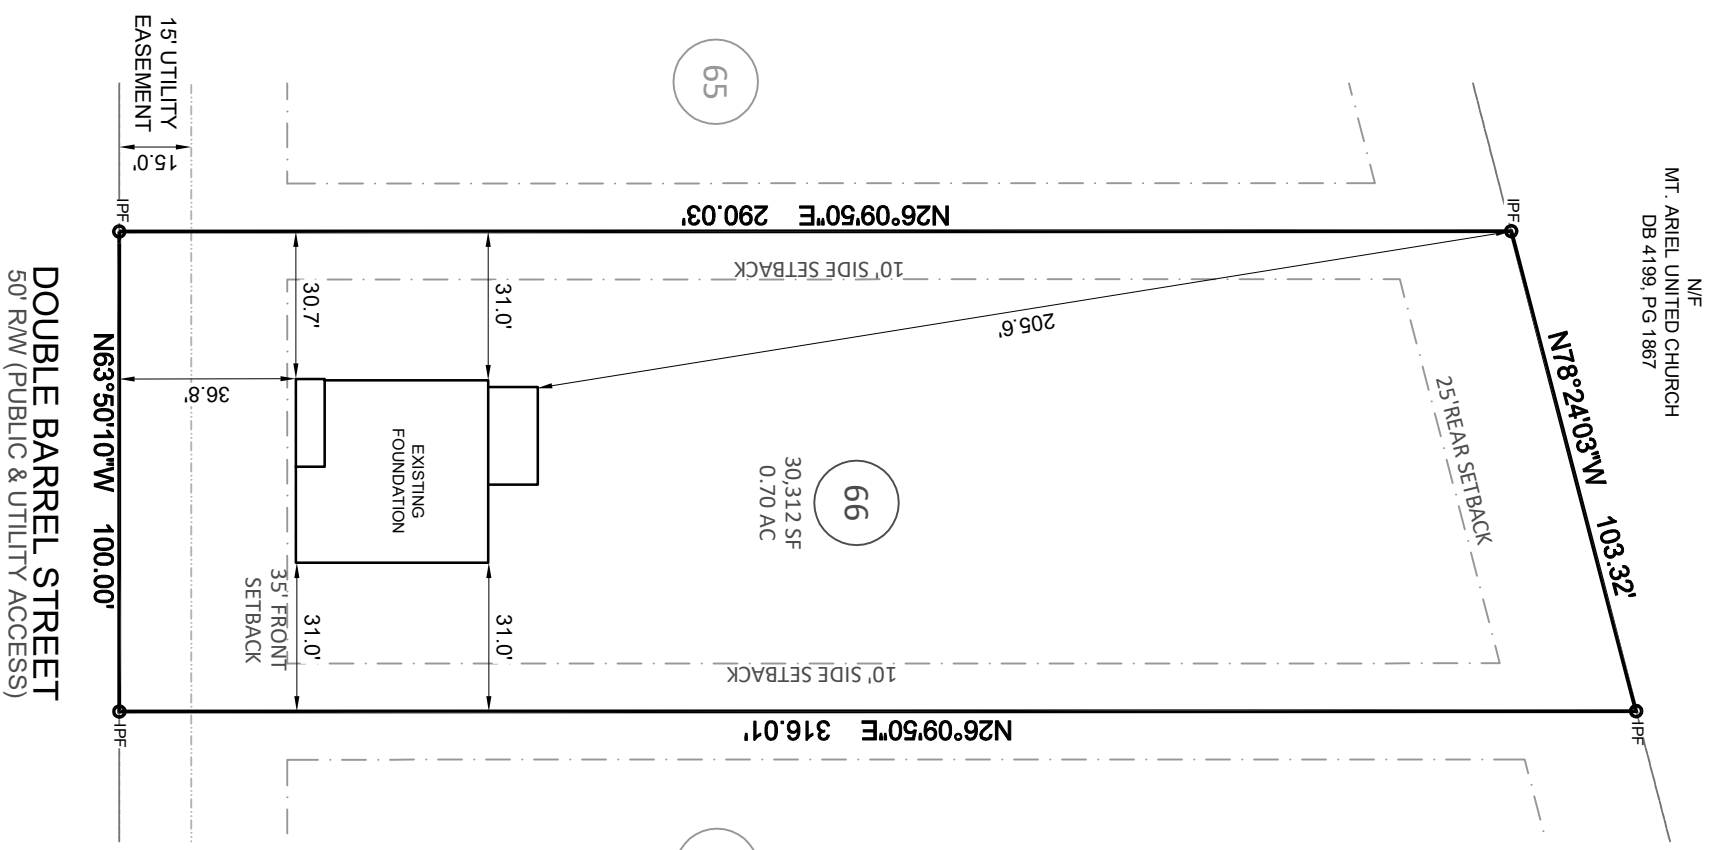 N/F
MT. ARIEL UNITED CHURCH
DB 4199, PG 1867
N78°24'03"W 103.32'
IPF
IPF
25'REAR SETBACK
65
N26°09'50"E 290.03'
10' SIDE SETBACK
205.6'
66
30,312 SF
0.70 AC
10' SIDE SETBACK
N26°09'50"E 316.01'
31.0'
31.0'
30.7'
31.0'
EXISTING
FOUNDATION
35' FRONT
SETBACK
36.8'
15' UTILITY
EASEMENT
15.0'
IPF
IPF
N63°50'10"W 100.00'
DOUBLE BARREL STREET
50' R/W (PUBLIC & UTILITY ACCESS)